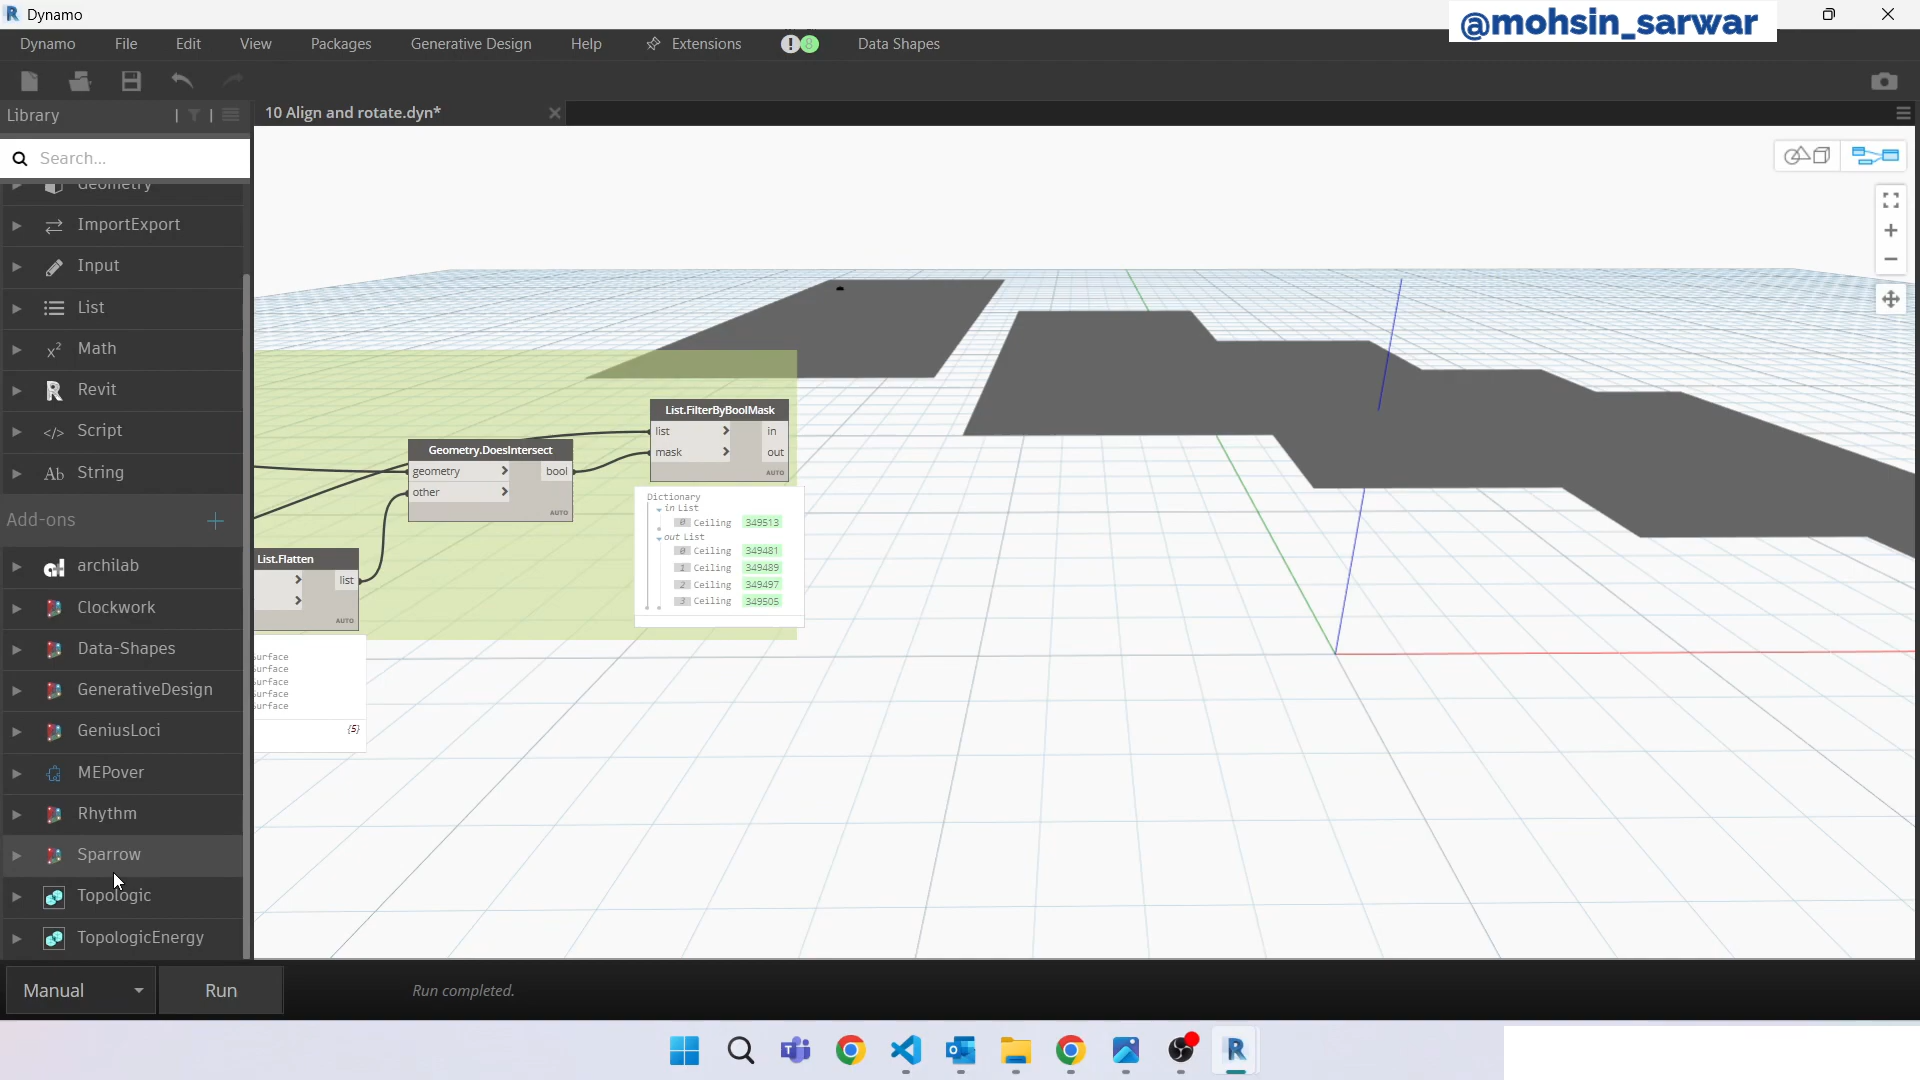 Dynamo
@mohsin_sarwar
Dynamo File Edit View Packages Generative Design Help Extensions 8 Data Shapes
Library
10 Align and rotate.dyn*
Search...
Geometry
ImportExport
Input
List
Math
Revit
Script
String
Add-ons
archilab
Clockwork
Data-Shapes
GenerativeDesign
GeniusLoci
MEPover
Rhythm
Sparrow
Topologic
TopologicEnergy
List.FilterByBoolMask
list > in
mask > out
AUTO
Geometry.DoesIntersect
geometry > bool
other >
AUTO
Dictionary
in List
0 Ceiling 349513
out List
0 Ceiling 349481
1 Ceiling 349489
2 Ceiling 349497
3 Ceiling 349505
List.Flatten
> list
>
AUTO
urface
urface
urface
urface
urface
{5}
Manual Run Run completed.